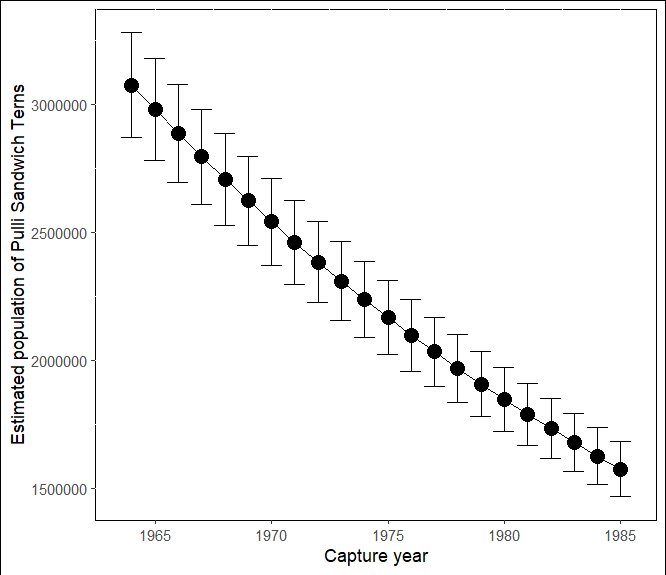 Estimated population of Pulli Sandwich Terns
3000000
2500000
2000000
1500000
1965 1970 1975 1980 1985
Capture year